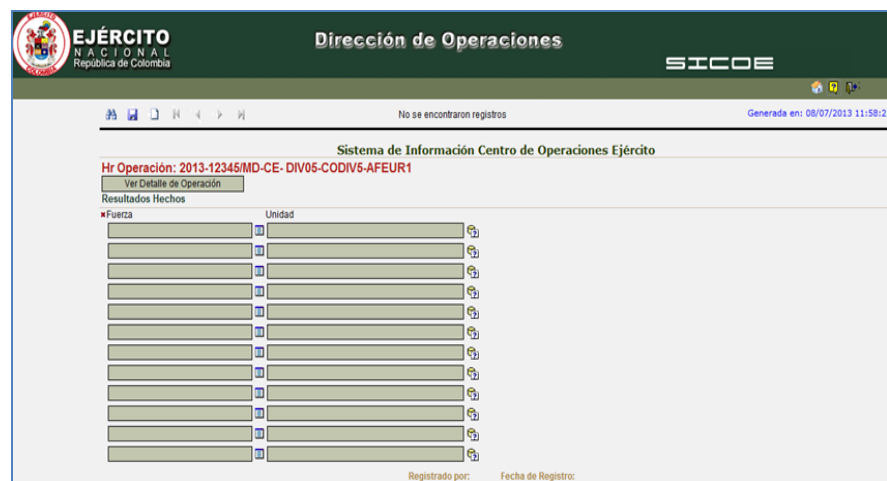 EJÉRCITO
NACIONAL
República de Colombia
Dirección de Operaciones
SICOE
No se encontraron registros
Generada en: 08/07/2013 11:58:2
Sistema de Información Centro de Operaciones Ejército
Hr Operación: 2013-12345/MD-CE- DIV05-CODIV5-AFEUR1
Ver Detalle de Operación
Resultados Hechos
Fuerza Unidad
Registrado por: Fecha de Registro: